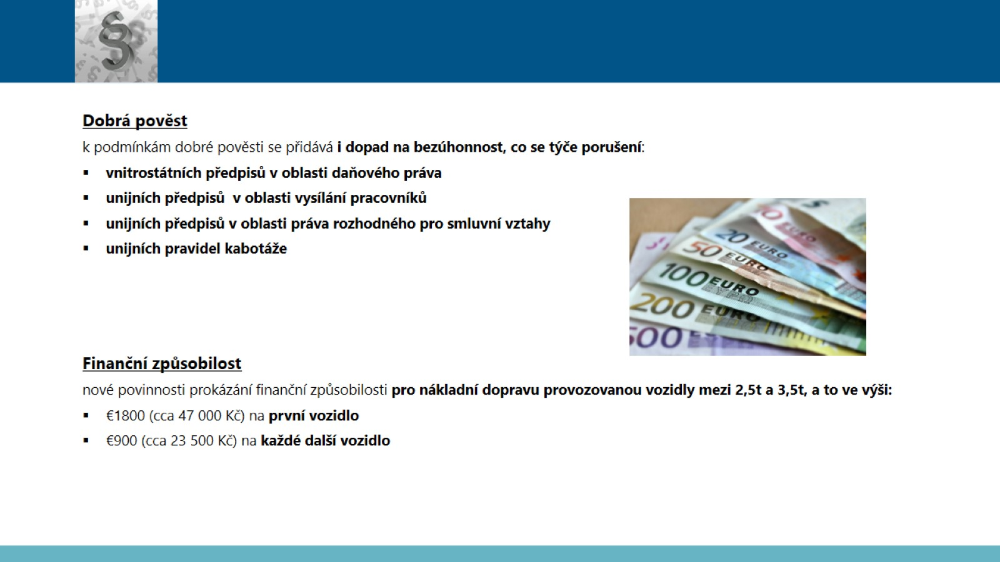 §
Dobrá pověst
k podmínkám dobré pověsti se přidává i dopad na bezúhonnost, co se týče porušení:
▪ vnitrostátních předpisů v oblasti daňového práva
▪ unijních předpisů  v oblasti vysílání pracovníků
▪ unijních předpisů v oblasti práva rozhodného pro smluvní vztahy
▪ unijních pravidel kabotáže
10 EURO
20 EURO
50 EURO
100 EURO
ΕΥΡΩ
200 EURO
500
Finanční způsobilost
nové povinnosti prokázání finanční způsobilosti pro nákladní dopravu provozovanou vozidly mezi 2,5t a 3,5t, a to ve výši:
▪ €1800 (cca 47 000 Kč) na první vozidlo
▪ €900 (cca 23 500 Kč) na každé další vozidlo